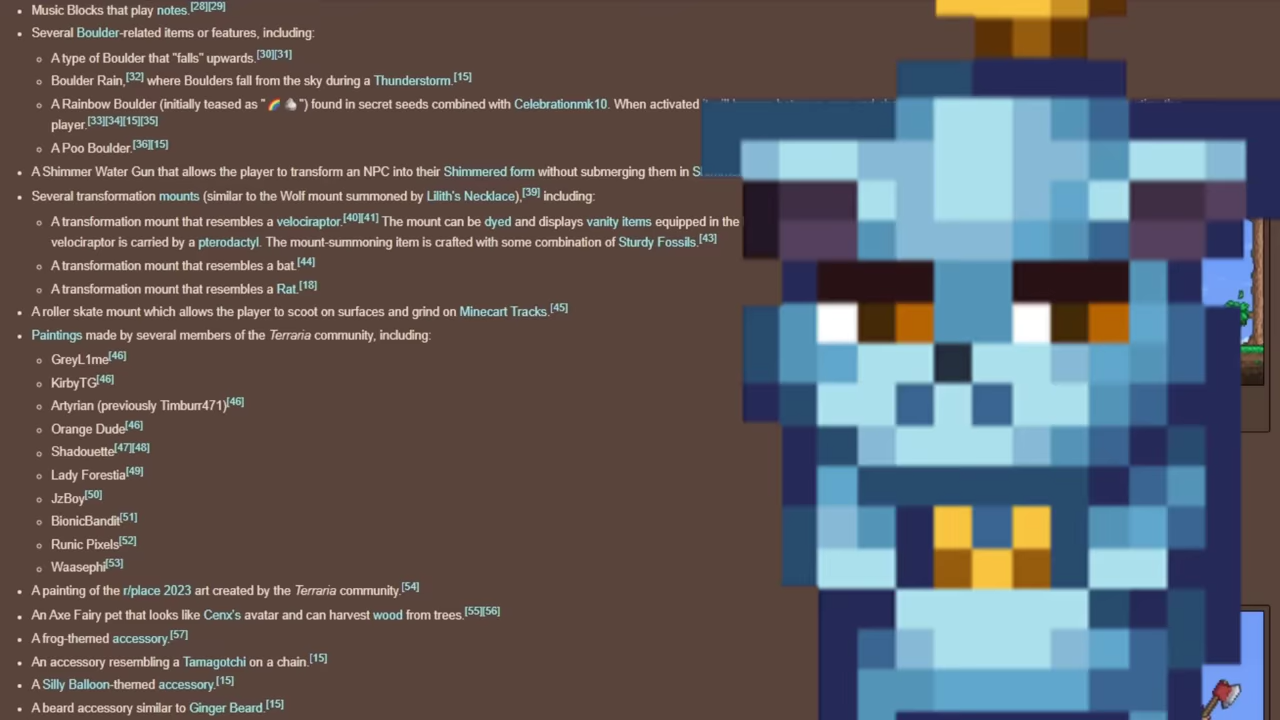 Music Blocks that play notes.[28][29]
Several Boulder-related items or features, including:
A type of Boulder that "falls" upwards.[30][31]
Boulder Rain,[32] where Boulders fall from the sky during a Thunderstorm.[15]
A Rainbow Boulder (initially teased as "🌈🪨") found in secret seeds combined with Celebrationmk10. When activated
player.[33][34][15][35]
A Poo Boulder.[36][15]
A Shimmer Water Gun that allows the player to transform an NPC into their Shimmered form without submerging them in
Several transformation mounts (similar to the Wolf mount summoned by Lilith's Necklace),[39] including:
A transformation mount that resembles a velociraptor.[40][41] The mount can be dyed and displays vanity items equipped in the
velociraptor is carried by a pterodactyl. The mount-summoning item is crafted with some combination of Sturdy Fossils.[43]
A transformation mount that resembles a bat.[44]
A transformation mount that resembles a Rat.[18]
A roller skate mount which allows the player to scoot on surfaces and grind on Minecart Tracks.[45]
Paintings made by several members of the Terraria community, including:
GreyL1me[46]
KirbyTG[46]
Artyrian (previously Timburr471)[46]
Orange Dude[46]
Shadouette[47][48]
Lady Forestia[49]
JzBoy[50]
BionicBandit[51]
Runic Pixels[52]
Waasephi[53]
A painting of the r/place 2023 art created by the Terraria community.[54]
An Axe Fairy pet that looks like Cenx's avatar and can harvest wood from trees.[55][56]
A frog-themed accessory.[57]
An accessory resembling a Tamagotchi on a chain.[15]
A Silly Balloon-themed accessory.[15]
A beard accessory similar to Ginger Beard.[15]